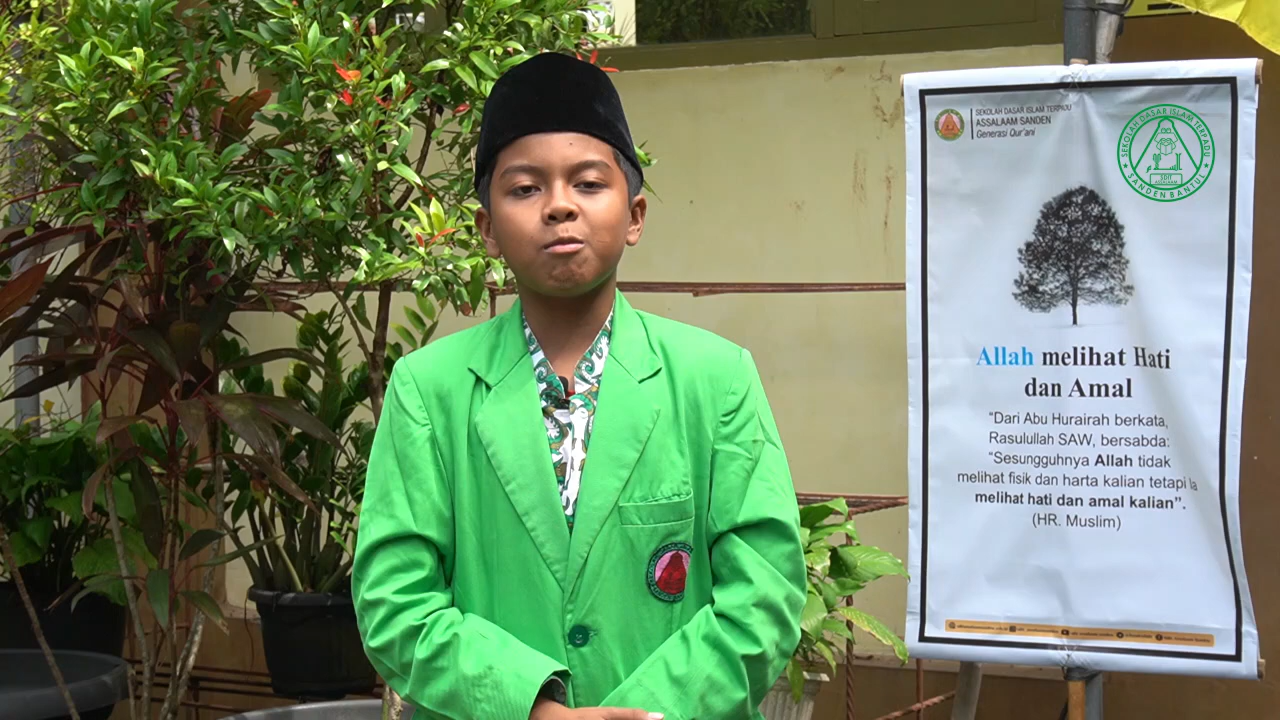 SEKOLAH DASAR ISLAM TERPADU
ASSALAAM SANDEN
Generasi Qur'ani
SEKOLAH DASAR ISLAM TERPADU
SANDEN BANTUL
Allah melihat Hati
dan Amal
"Dari Abu Hurairah berkata,
Rasulullah SAW, bersabda:
"Sesungguhnya Allah tidak
melihat fisik dan harta kalian tetapi Ia
melihat hati dan amal kalian".
(HR. Muslim)